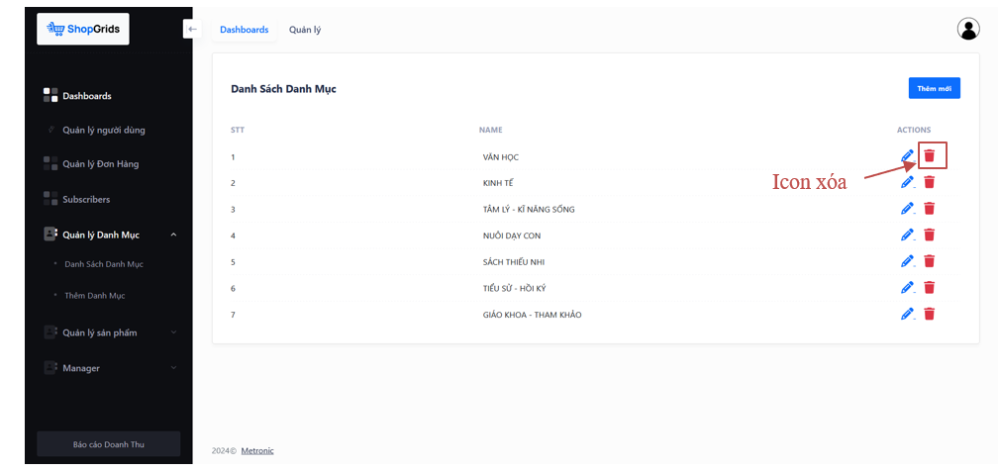 ShopGrids
Dashboards Quản lý
Dashboards
Quản lý người dùng
Quản lý Đơn Hàng
Subscribers
Quản lý Danh Mục
Danh Sách Danh Mục
Thêm Danh Mục
Quản lý sản phẩm
Manager
Báo cáo Doanh Thu
Danh Sách Danh Mục
Thêm mới
STT NAME ACTIONS
1 VĂN HỌC
2 KINH TẾ
3 TÂM LÝ - KĨ NĂNG SỐNG
4 NUÔI DẠY CON
5 SÁCH THIẾU NHI
6 TIỂU SỬ - HỒI KÝ
7 GIÁO KHOA - THAM KHẢO
Icon xóa
2024© Metronic